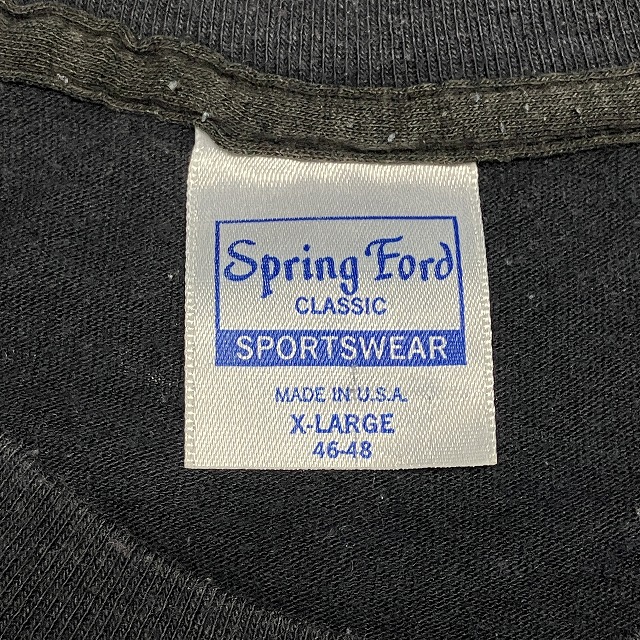 Spring Ford
CLASSIC
SPORTSWEAR
MADE IN U.S.A.
X-LARGE
46-48